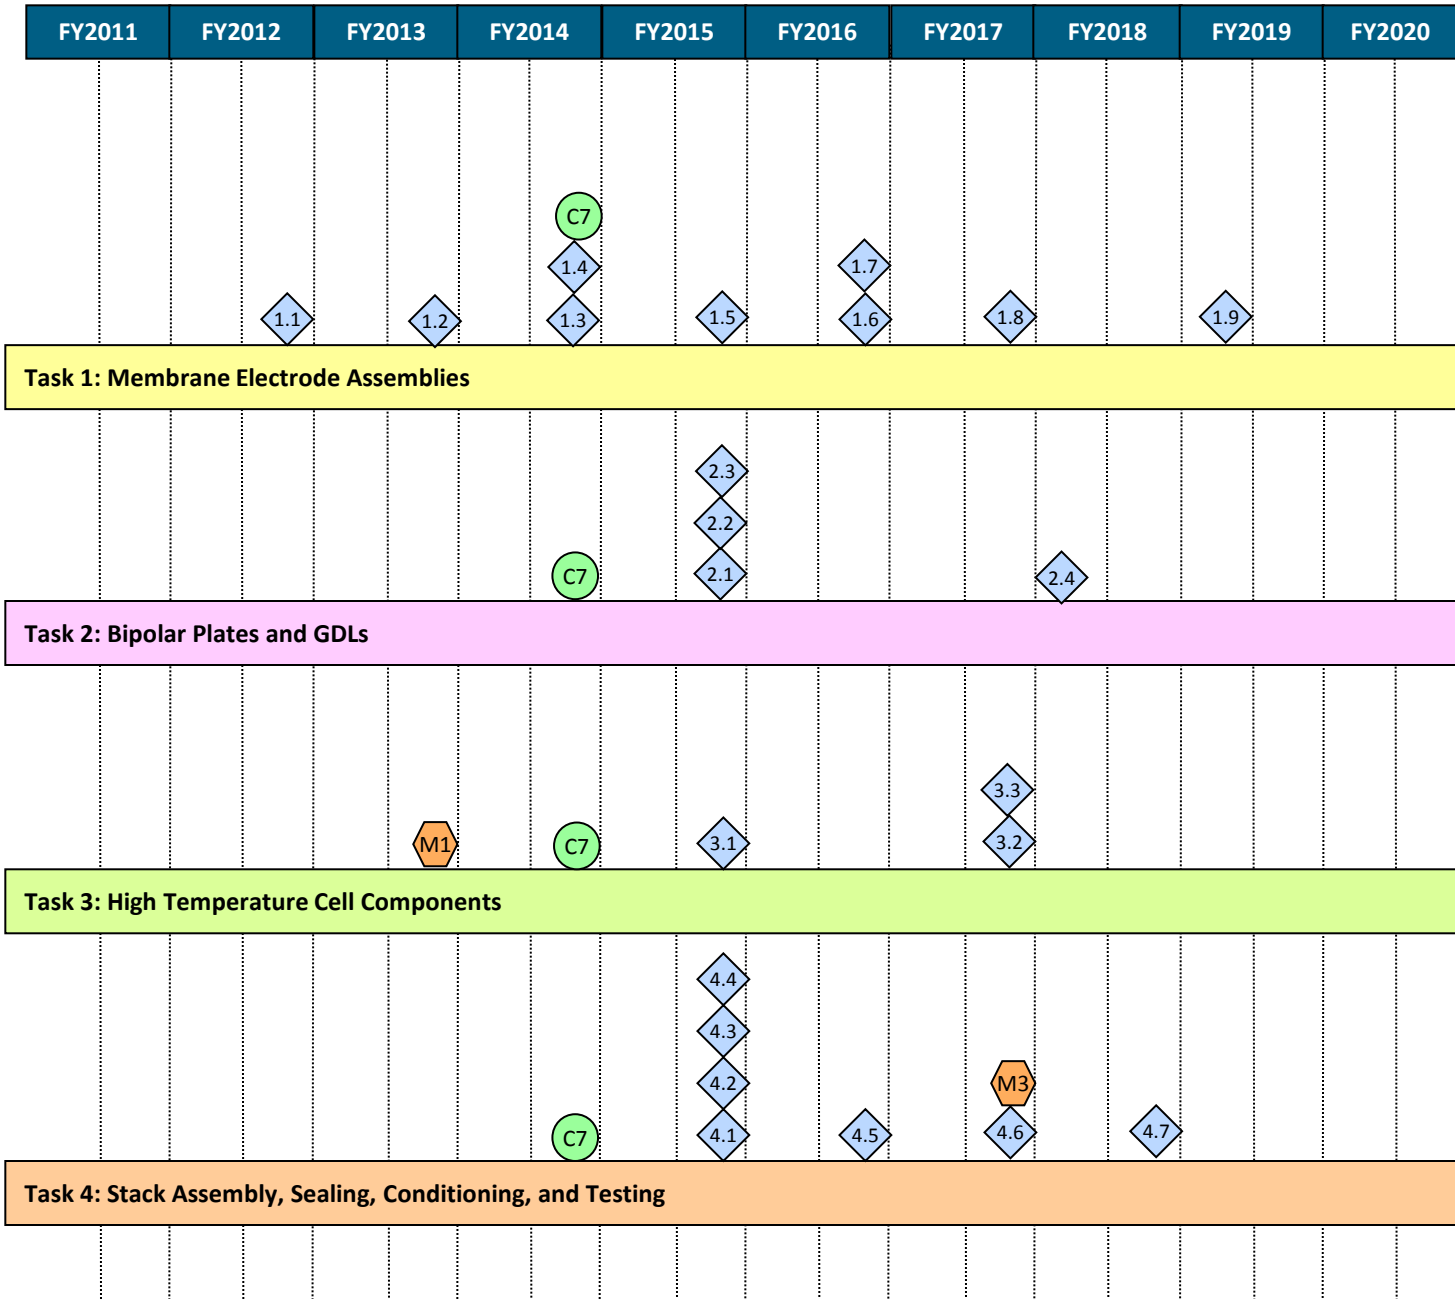 FY2011 FY2012 FY2013 FY2014 FY2015 FY2016 FY2017 FY2018 FY2019 FY2020
C7
1.4 1.7
1.1 1.2 1.3 1.5 1.6 1.8 1.9
Task 1: Membrane Electrode Assemblies
2.3
2.2
C7 2.1 2.4
Task 2: Bipolar Plates and GDLs
3.3
M1 C7 3.1 3.2
Task 3: High Temperature Cell Components
4.4
4.3
4.2 M3
C7 4.1 4.5 4.6 4.7
Task 4: Stack Assembly, Sealing, Conditioning, and Testing